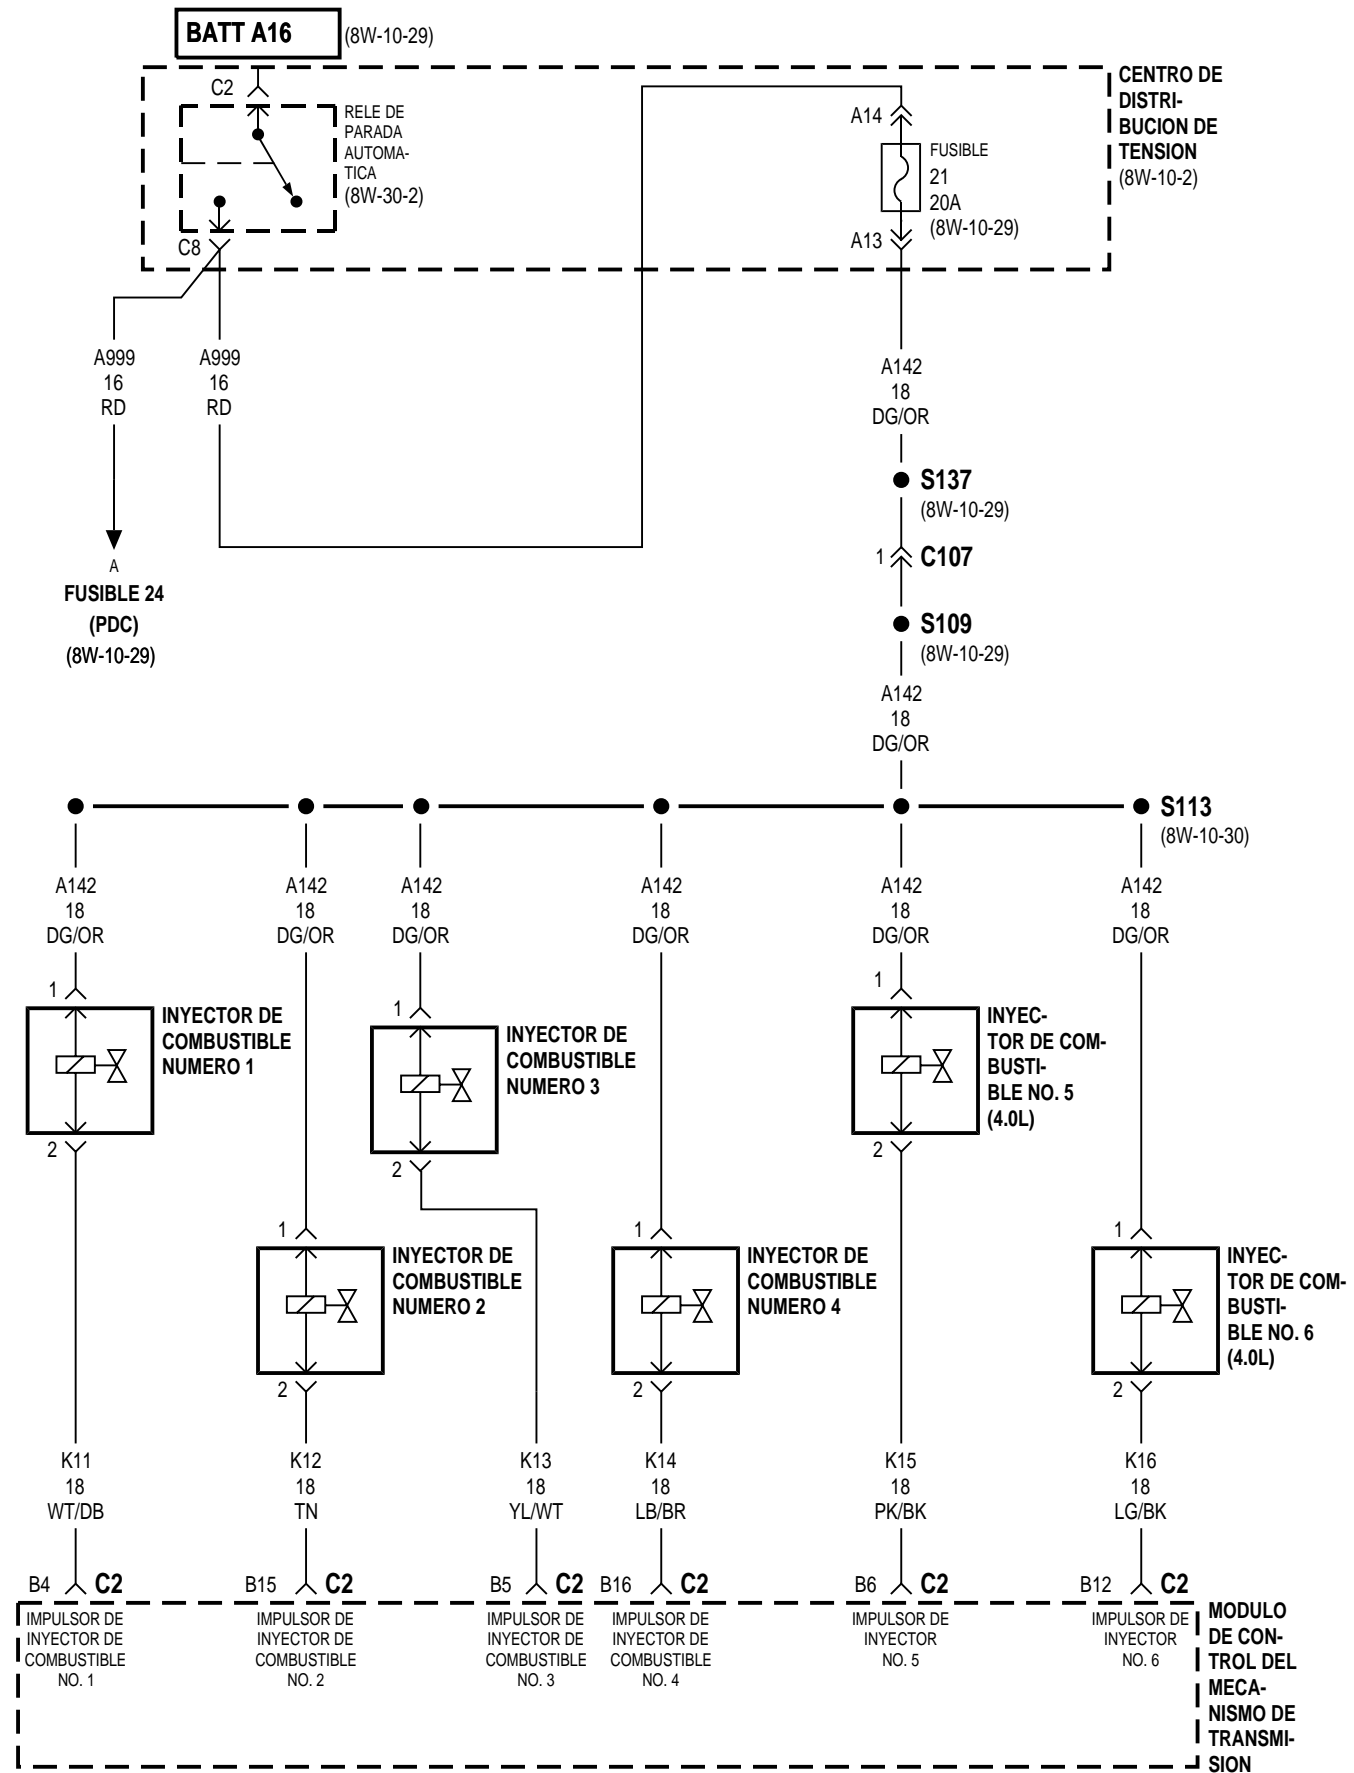 BATT A16
(8W-10-29)
C2
RELE DE
PARADA
AUTOMA-
TICA
(8W-30-2)
C8
A14
FUSIBLE
21
20A
(8W-10-29)
A13
CENTRO DE
DISTRI-
BUCION DE
TENSION
(8W-10-2)
A999
16
RD
A999
16
RD
A
FUSIBLE 24
(PDC)
(8W-10-29)
A142
18
DG/OR
S137
(8W-10-29)
1
C107
S109
(8W-10-29)
A142
18
DG/OR
S113
(8W-10-30)
A142
18
DG/OR
A142
18
DG/OR
A142
18
DG/OR
A142
18
DG/OR
A142
18
DG/OR
A142
18
DG/OR
1
INYECTOR DE
COMBUSTIBLE
NUMERO 1
2
1
INYECTOR DE
COMBUSTIBLE
NUMERO 3
2
1
INYEC-
TOR DE COM-
BUSTI-
BLE NO. 5
(4.0L)
2
1
INYECTOR DE
COMBUSTIBLE
NUMERO 2
2
1
INYECTOR DE
COMBUSTIBLE
NUMERO 4
2
1
INYEC-
TOR DE COM-
BUSTI-
BLE NO. 6
(4.0L)
2
K11
18
WT/DB
K12
18
TN
K13
18
YL/WT
K14
18
LB/BR
K15
18
PK/BK
K16
18
LG/BK
B4
C2
B15
C2
B5
C2
B16
C2
B6
C2
B12
C2
IMPULSOR DE
INYECTOR DE
COMBUSTIBLE
NO. 1
IMPULSOR DE
INYECTOR DE
COMBUSTIBLE
NO. 2
IMPULSOR DE
INYECTOR DE
COMBUSTIBLE
NO. 3
IMPULSOR DE
INYECTOR DE
COMBUSTIBLE
NO. 4
IMPULSOR DE
INYECTOR
NO. 5
IMPULSOR DE
INYECTOR
NO. 6
MODULO
DE CON-
TROL DEL
MECA-
NISMO DE
TRANSMI-
SION